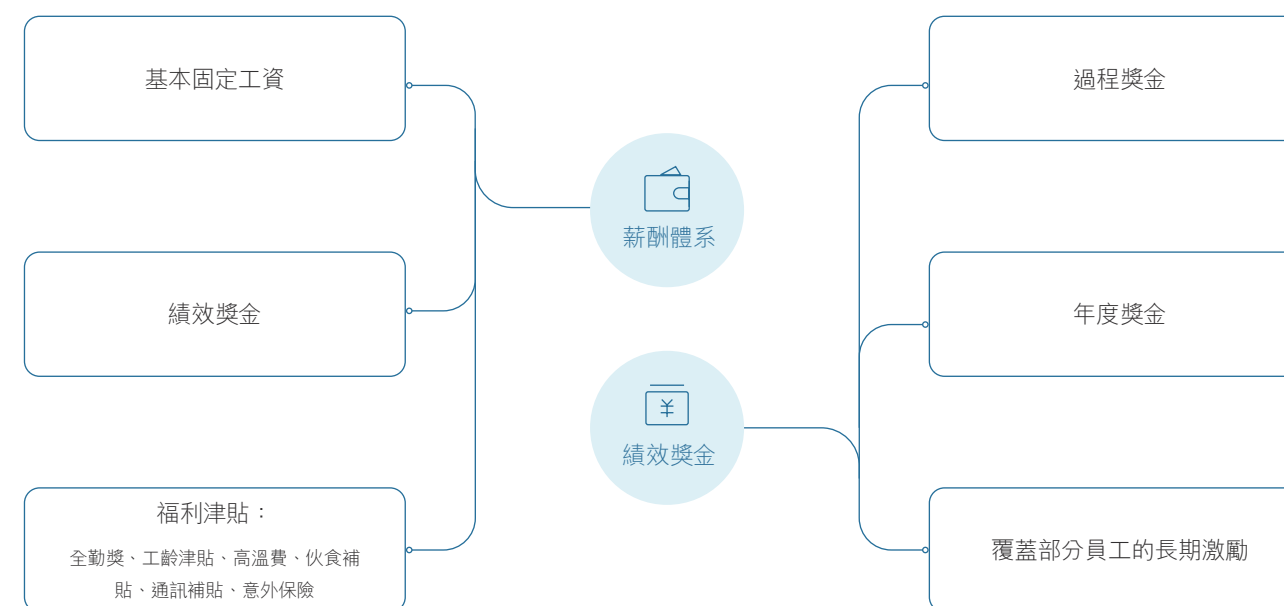 基本固定工資
績效獎金
福利津貼：
全勤獎、工齡津貼、高溫費、伙食補
貼、通訊補貼、意外保險
薪酬體系
¥
績效獎金
過程獎金
年度獎金
覆蓋部分員工的長期激勵